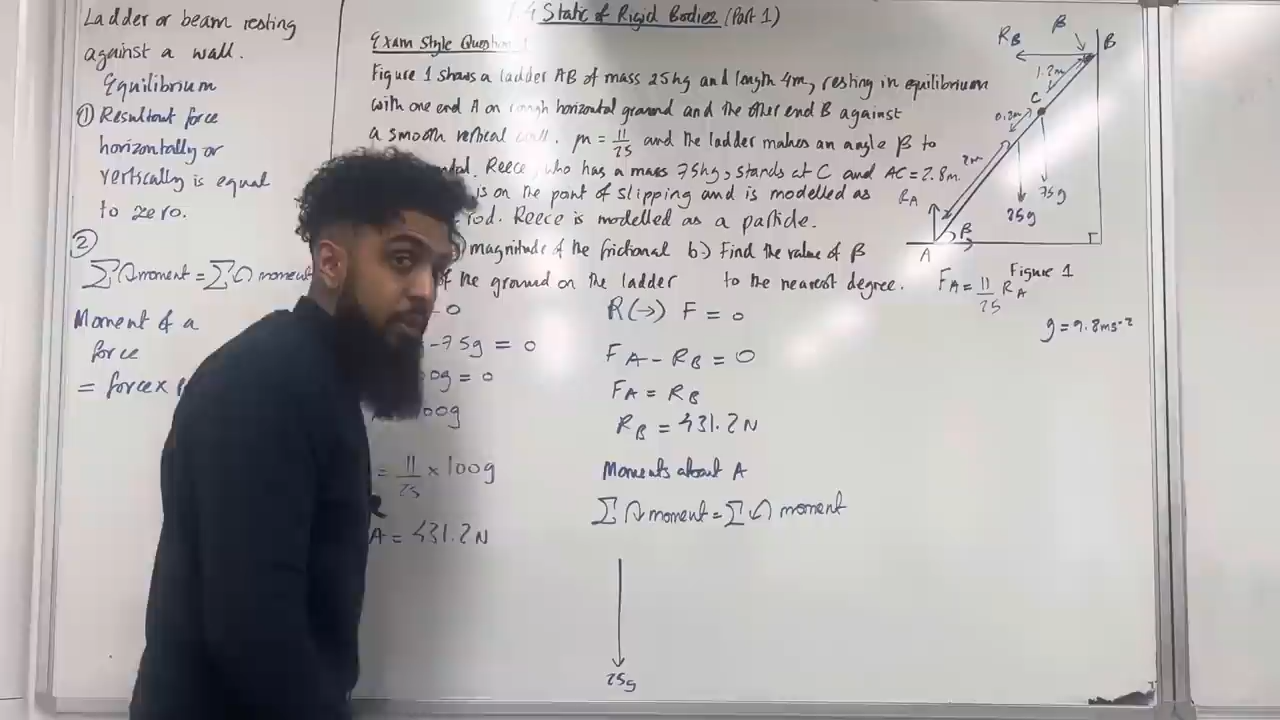 Ladder or beam resting
against a wall.
Equilibrium
① Resultant force
horizontally or
vertically is equal
to zero.
②
∑↻moment = ∑↺ moment
Moment of a
force
= force x
1.4 Static of Rigid Bodies (Part 1)
Exam Style Question
Figure 1 shows a ladder AB of mass 25kg and length 4m, resting in equilibrium
with one end A on rough horizontal ground and the other end B against
a smooth vertical wall. μ = 11/25 and the ladder makes an angle β to
Reece, who has a mass 75kg, stands at C and AC = 2.8m.
is on the point of slipping and is modelled as
rod. Reece is modelled as a particle.
magnitude of the frictional b.) Find the value of β
of the ground on the ladder to the nearest degree.
0
-75g = 0
0g = 0
00g
= 11/25 x 100g
A = 431.2N
R(→) F = 0
FA - RB = 0
FA = RB
RB = 431.2N
Moments about A
∑↻ moment = ∑↺ moment
25g
RB
β
B
1.2m
C
0.8m
2m
75g
25g
RA
β
A
Figure 1
FA = 11/25 RA
g = 9.8ms⁻²